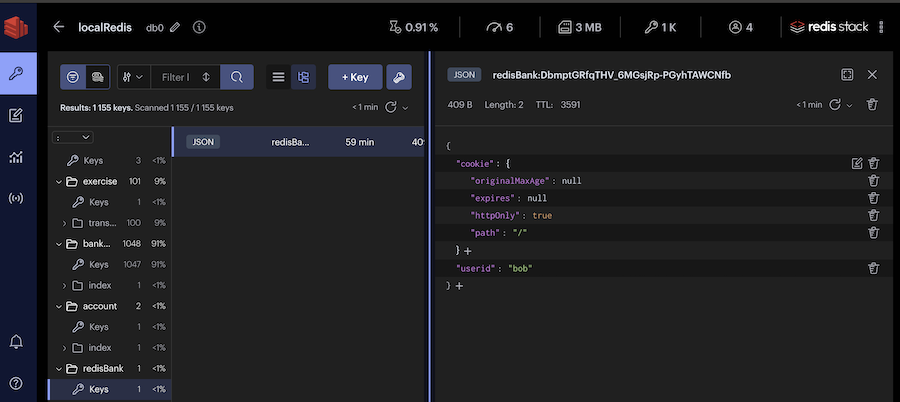 localRedis db0 0.91 % 6 3 MB 1 K 4 redis stack
Filter l + Key
Results: 1 155 keys. Scanned 1 155 / 1 155 keys < 1 min
:
Keys 3 <1%
exercise 101 9%
Keys 1 <1%
trans... 100 9%
bank... 1048 91%
Keys 1047 91%
index 1 <1%
account 2 <1%
Keys 1 <1%
index 1 <1%
redisBank 1 <1%
Keys 1 <1%
JSON redisBa... 59 min 40
JSON redisBank:DbmptGRfqTHV_6MGsjRp-PGyhTAWCNfb
409 B Length: 2 TTL: 3591 < 1 min
{
"cookie" : {
"originalMaxAge" : null
"expires" : null
"httpOnly" : true
"path" : "/"
} +
"userid" : "bob"
} +